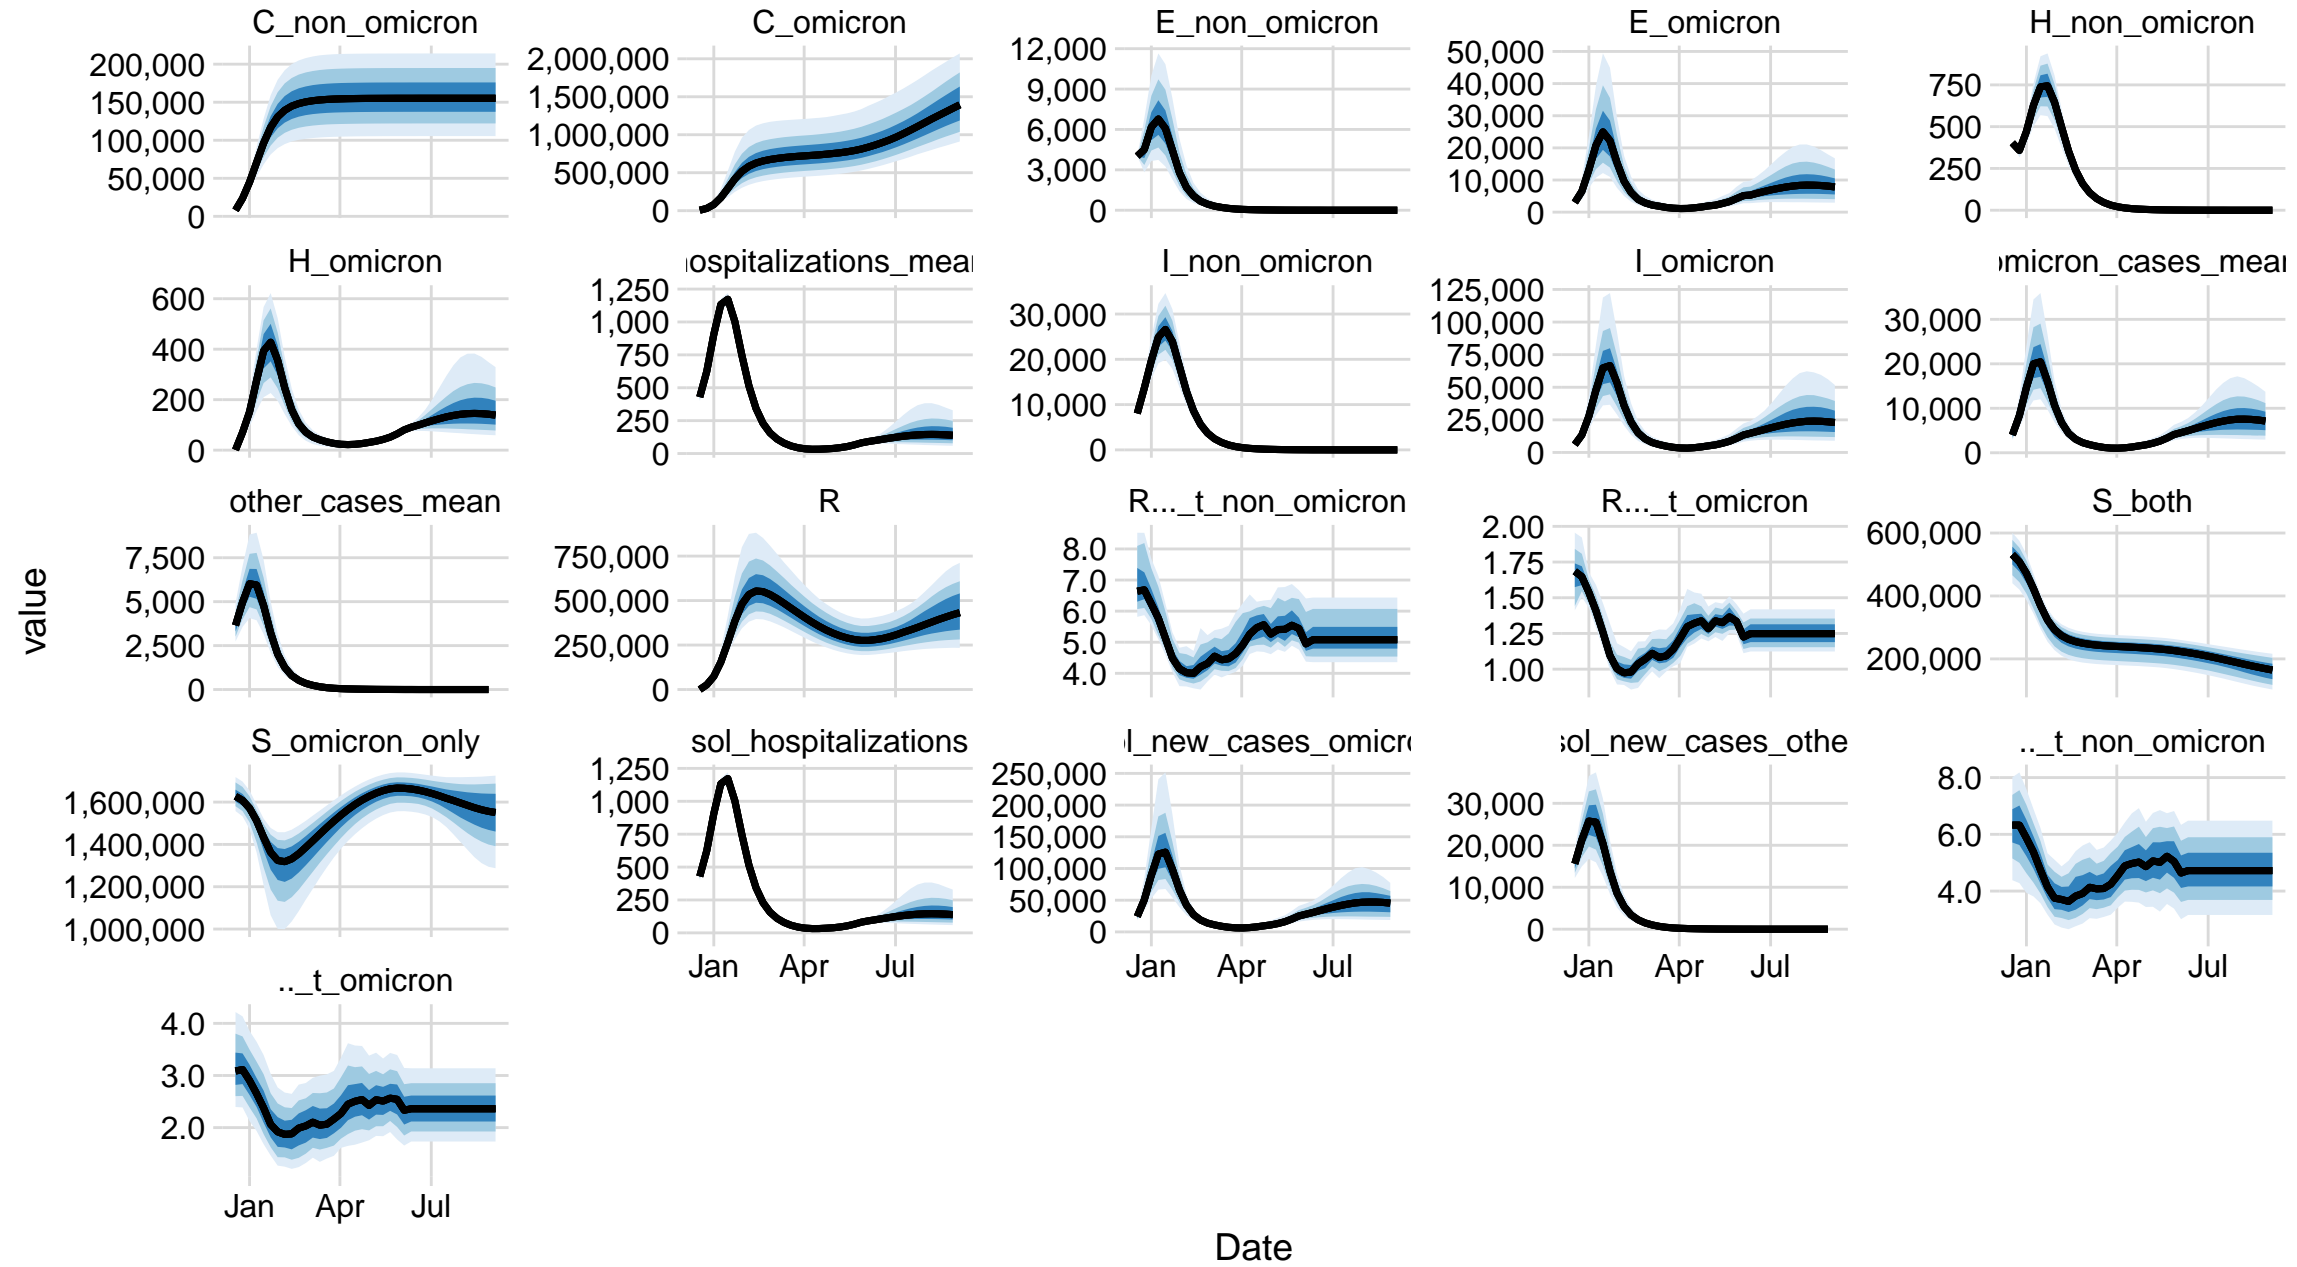 C_non_omicron C_omicron E_non_omicron E_omicron H_non_omicron
200,000 150,000 100,000 50,000 0
2,000,000 1,500,000 1,000,000 500,000 0
12,000 9,000 6,000 3,000 0
50,000 40,000 30,000 20,000 10,000 0
750 500 250 0
H_omicron ospitalizations_mea I_non_omicron I_omicron omicron_cases_mea
600 400 200 0
1,250 1,000 750 500 250 0
30,000 20,000 10,000 0
125,000 100,000 75,000 50,000 25,000 0
30,000 20,000 10,000 0
other_cases_mean R R..._t_non_omicron R..._t_omicron S_both
7,500 5,000 2,500 0
750,000 500,000 250,000 0
8.0 7.0 6.0 5.0 4.0
2.00 1.75 1.50 1.25 1.00
600,000 400,000 200,000
value
S_omicron_only sol_hospitalizations l_new_cases_omicr sol_new_cases_othe .._t_non_omicron
1,600,000 1,400,000 1,200,000 1,000,000
1,250 1,000 750 500 250 0
250,000 200,000 150,000 100,000 50,000 0
30,000 20,000 10,000 0
8.0 6.0 4.0
Jan Apr Jul Jan Apr Jul Jan Apr Jul Jan Apr Jul
.._t_omicron
4.0 3.0 2.0
Jan Apr Jul
Date